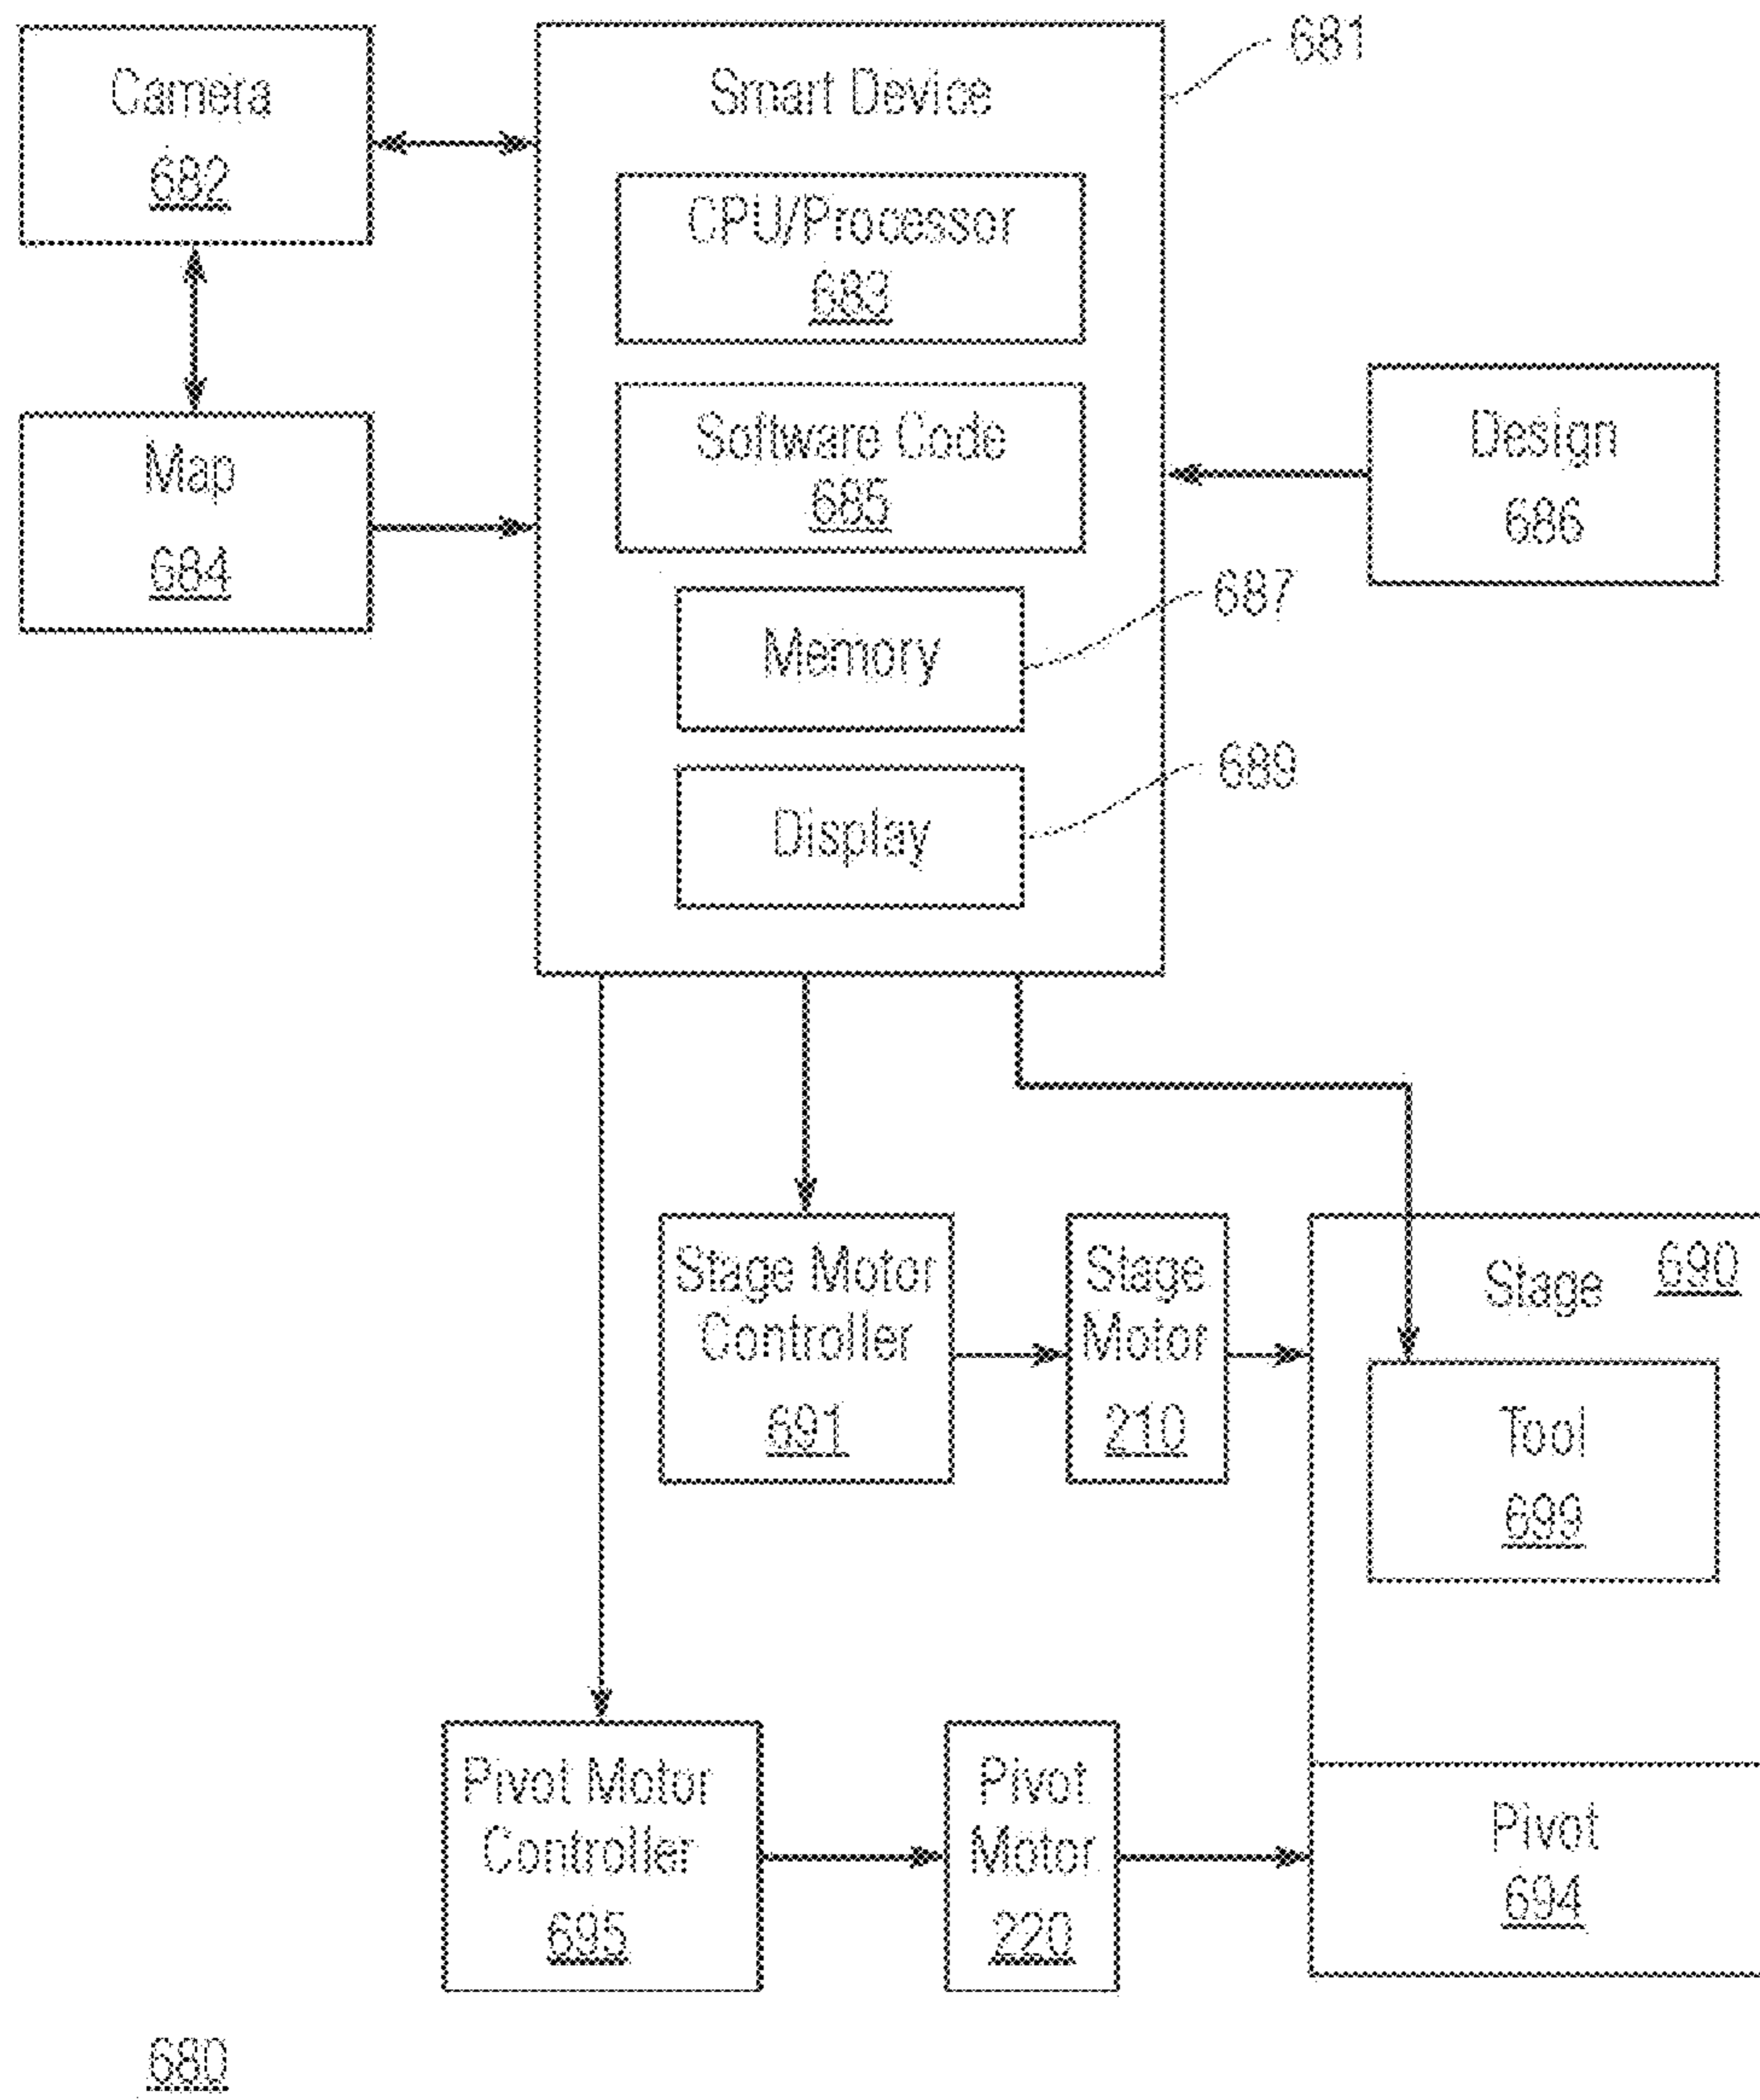 Camera
682
Smart Device
681
CPU/Processor
683
Software Code
685
Map
684
Design
686
Memory
687
Display
689
Stage Motor
Controller
691
Stage
Motor
210
Stage
690
Tool
699
Pivot Motor
Controller
695
Pivot
Motor
220
Pivot
694
680